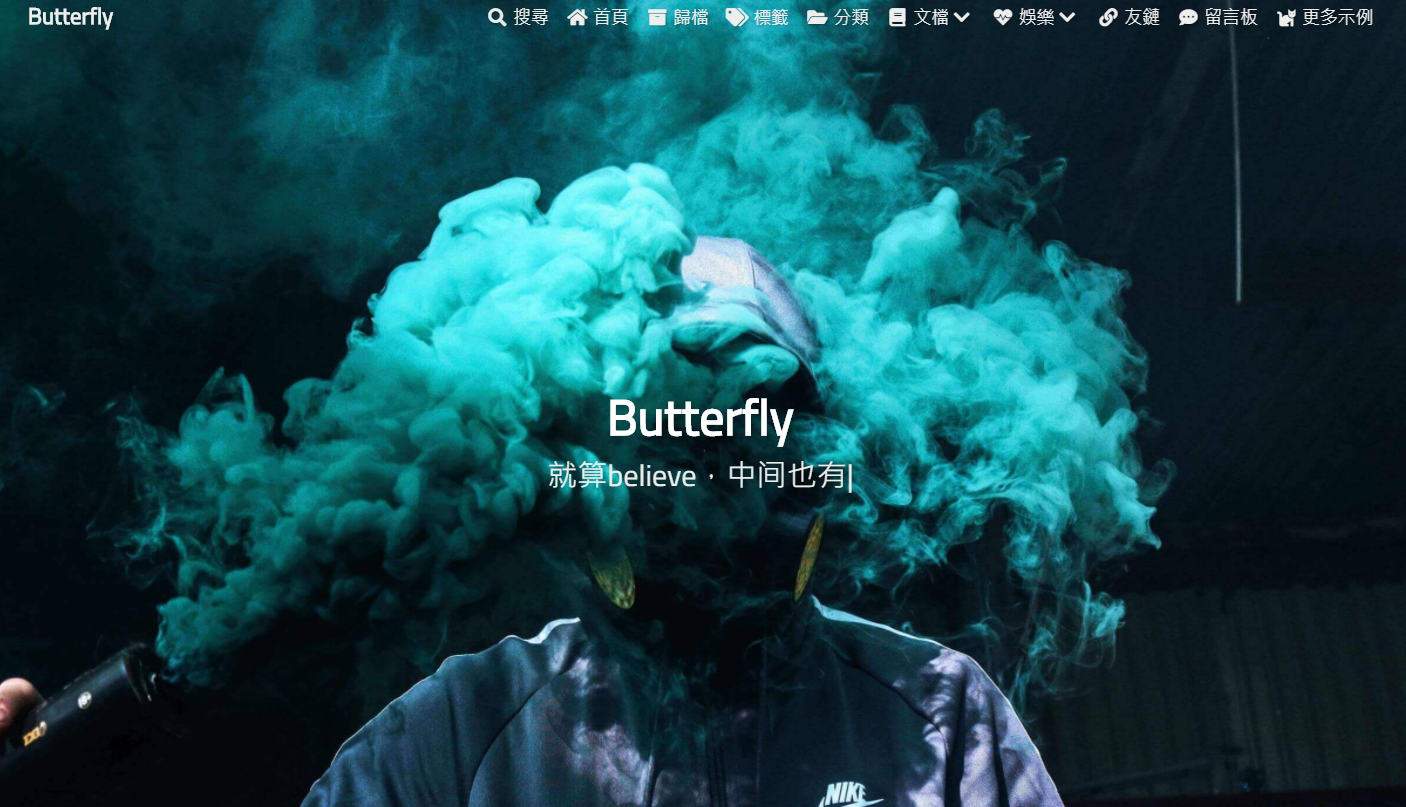 Butterfly
搜尋 首頁 歸檔 標籤 分類 文檔 娛樂 友鏈 留言板 更多示例
Butterfly
就算believe，中间也有|
NIKE